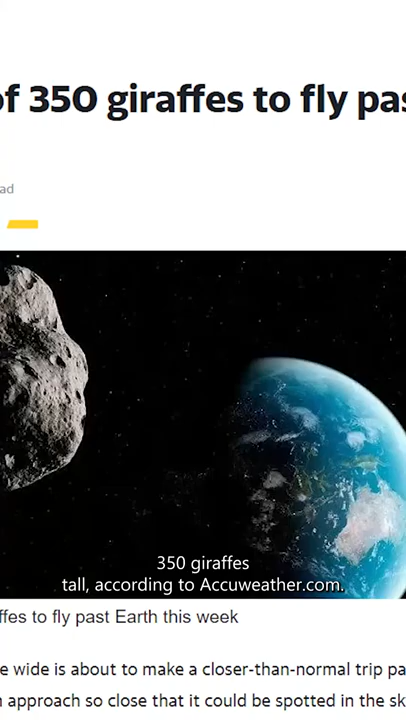 of 350 giraffes to fly pas
ad
350 giraffes
tall, according to Accuweather.com.
ffes to fly past Earth this week
e wide is about to make a closer-than-normal trip pa
approach so close that it could be spotted in the sk